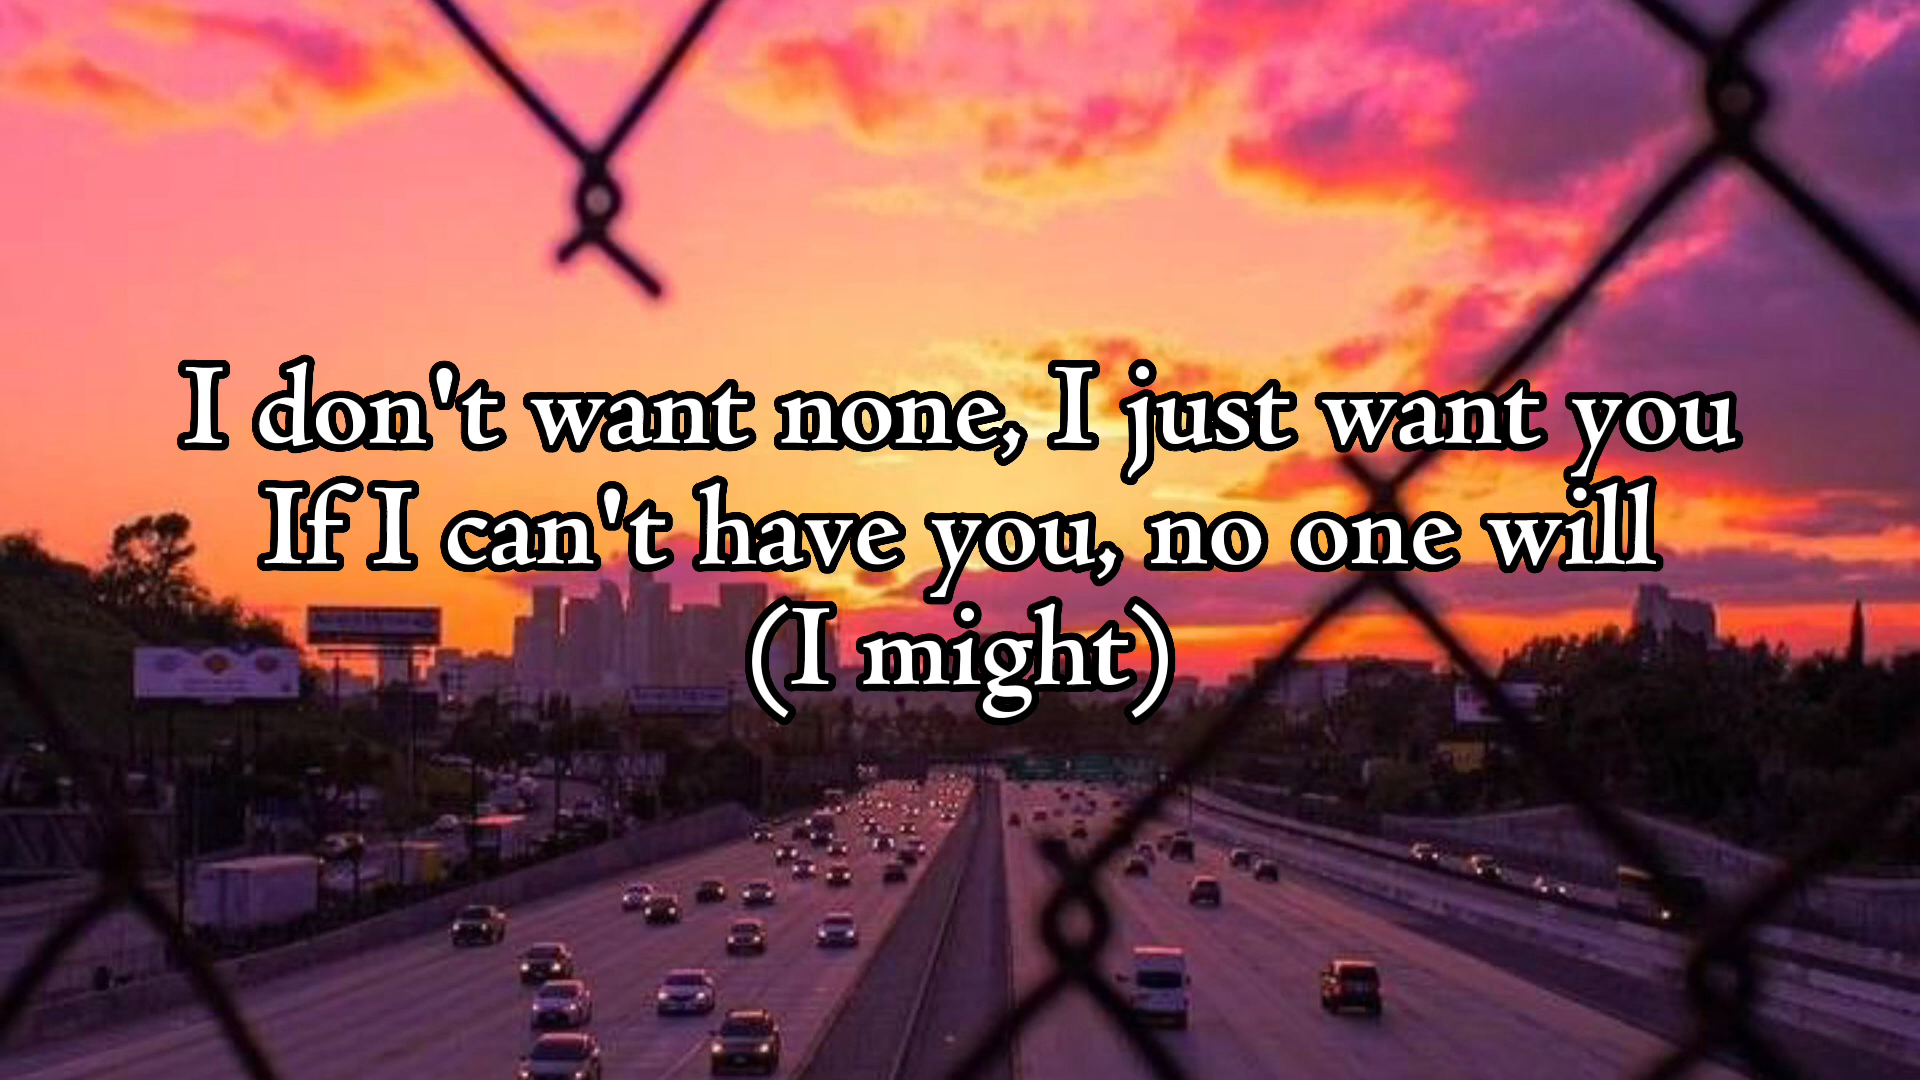 I don't want none, I just want you
If I can't have you, no one will
(I might)